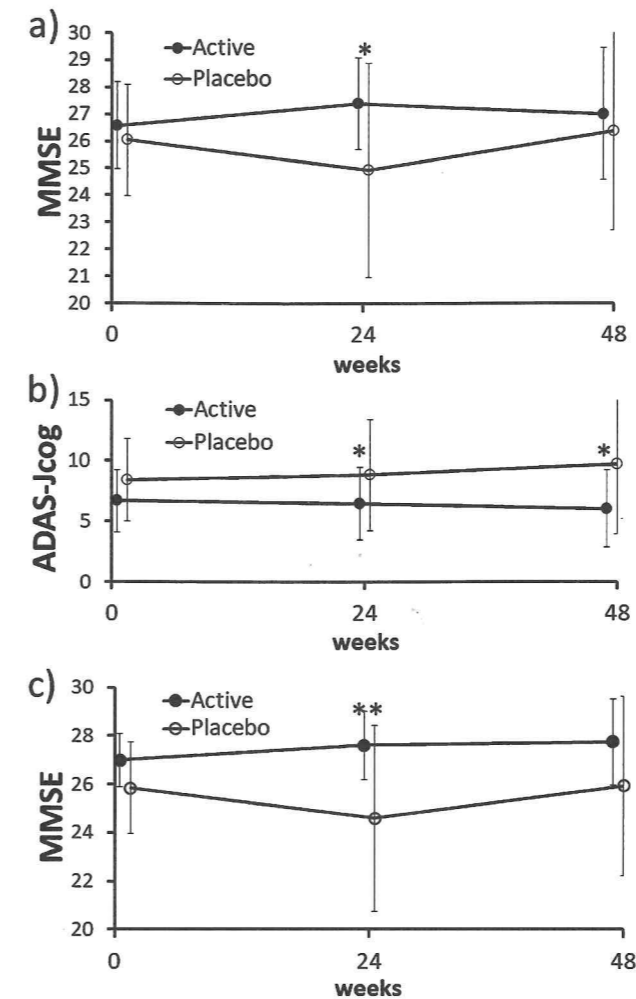 a)
30
29
28
27
26
25
24
23
22
21
20
MMSE
Active
Placebo
*
0 24 48
weeks
b)
15
10
5
0
ADAS-Jcog
Active
Placebo
* *
0 24 48
weeks
c)
30
28
26
24
22
20
MMSE
Active
Placebo
**
0 24 48
weeks